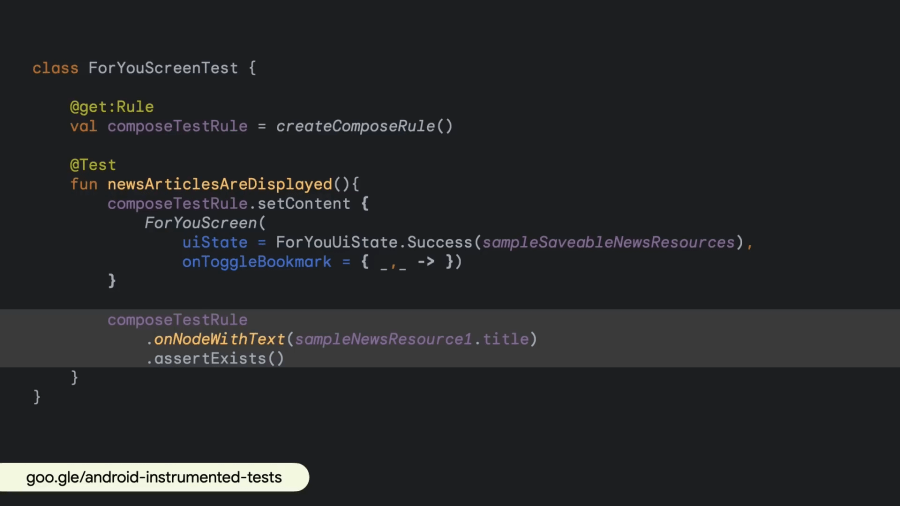 class ForYouScreenTest {
@get:Rule
val composeTestRule = createComposeRule()
@Test
fun newsArticlesAreDisplayed(){
composeTestRule.setContent {
ForYouScreen(
uiState = ForYouUiState.Success(sampleSaveableNewsResources),
onToggleBookmark = { _,_ -> })
}
composeTestRule
.onNodeWithText(sampleNewsResource1.title)
.assertExists()
}
}
goo.gle/android-instrumented-tests